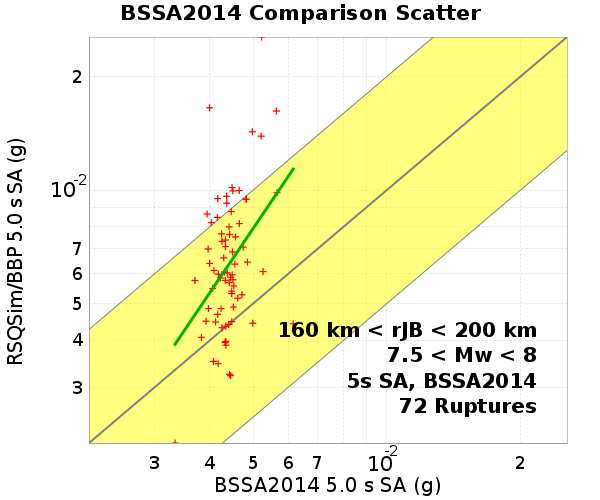 BSSA2014 Comparison Scatter
RSQSim/BBP 5.0 s SA (g)
2
10-2
7
6
5
4
3
160 km < rJB < 200 km
7.5 < Mw < 8
5s SA, BSSA2014
72 Ruptures
3 4 5 6 7 10-2 2
BSSA2014 5.0 s SA (g)